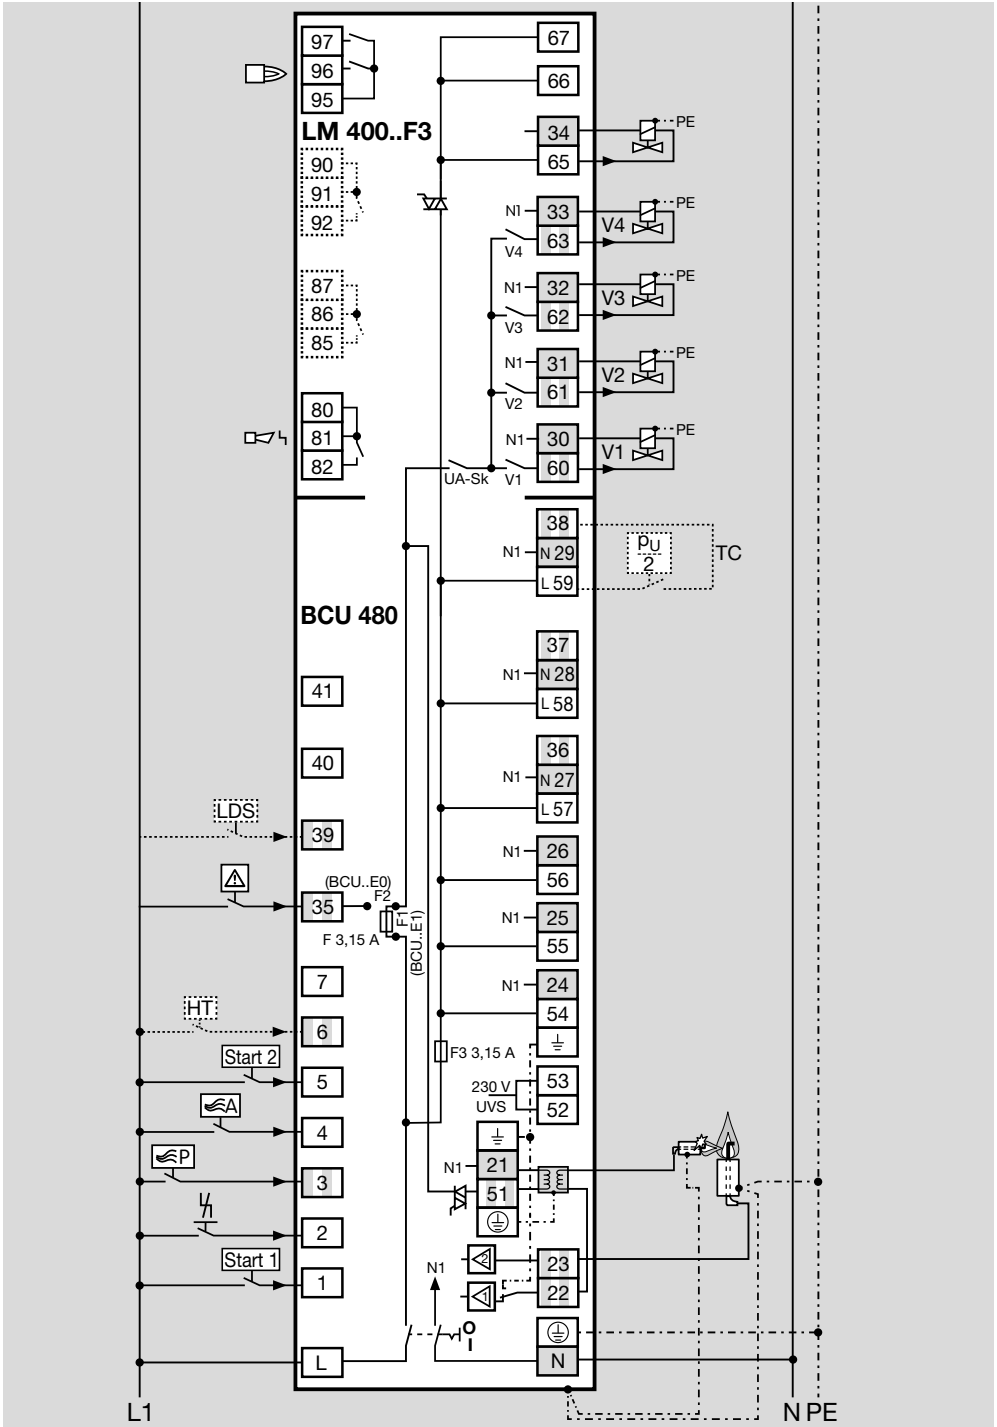 97
67
96
66
95
LM 400..F3
34
PE
65
90
91
92
N1
33
V4
PE
63
V4
87
N1
32
V3
PE
86
62
V3
85
N1
31
V2
PE
61
V2
80
N1
30
V1
PE
81
60
82
UA-Sk
V1
38
N1
N 29
pU
2
TC
L 59
BCU 480
37
N1
N 28
L 58
41
36
N1
N 27
L 57
40
LDS
39
N1
26
56
(BCU..E0)
F2
35
F1
F 3,15 A
(BCU..E1)
N1
25
55
7
N1
24
54
HT
6
F3 3,15 A
Start 2
5
230 V
UVS
53
52
A
4
P
3
N1
21
51
2
Start 1
1
N1
2
23
1
22
O
I
L
N
L1
N PE